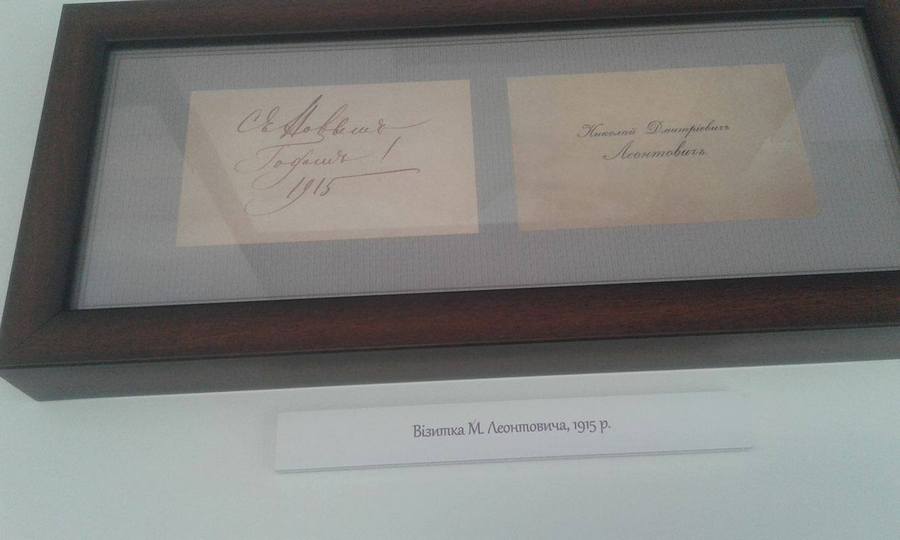 Съ Новымъ
Годомъ !
1915
Николай Дмитріевичъ
Леонтовичъ.
Візитка М. Леонтовича, 1915 р.